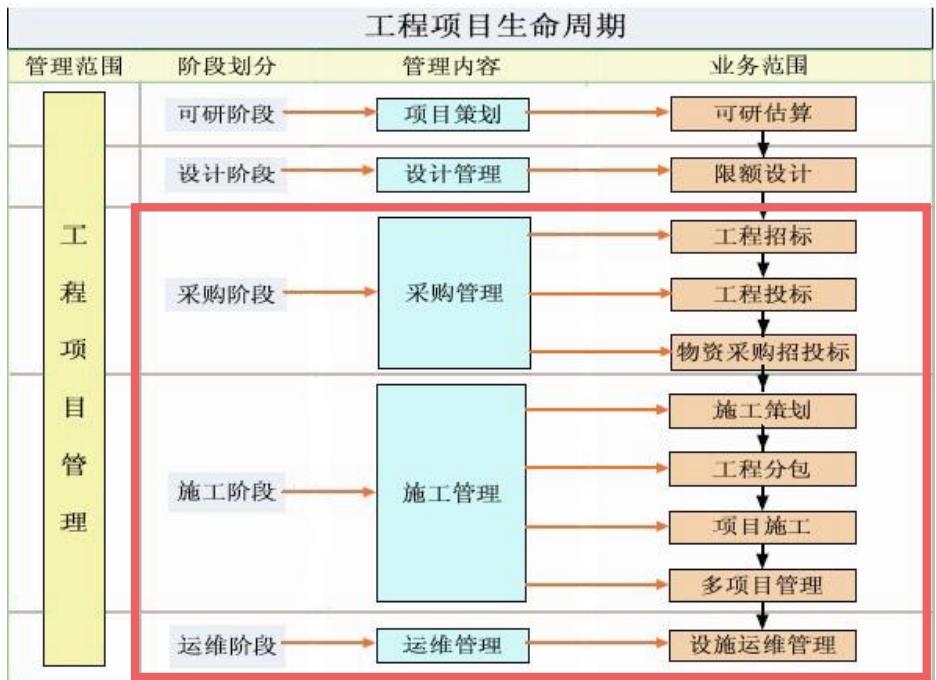 工程项目生命周期
管理范围 阶段划分 管理内容 业务范围
工程项目管理
可研阶段 项目策划 可研估算
设计阶段 设计管理 限额设计
采购阶段 采购管理 工程招标
工程投标
物资采购招投标
施工阶段 施工管理 施工策划
工程分包
项目施工
多项目管理
运维阶段 运维管理 设施运维管理